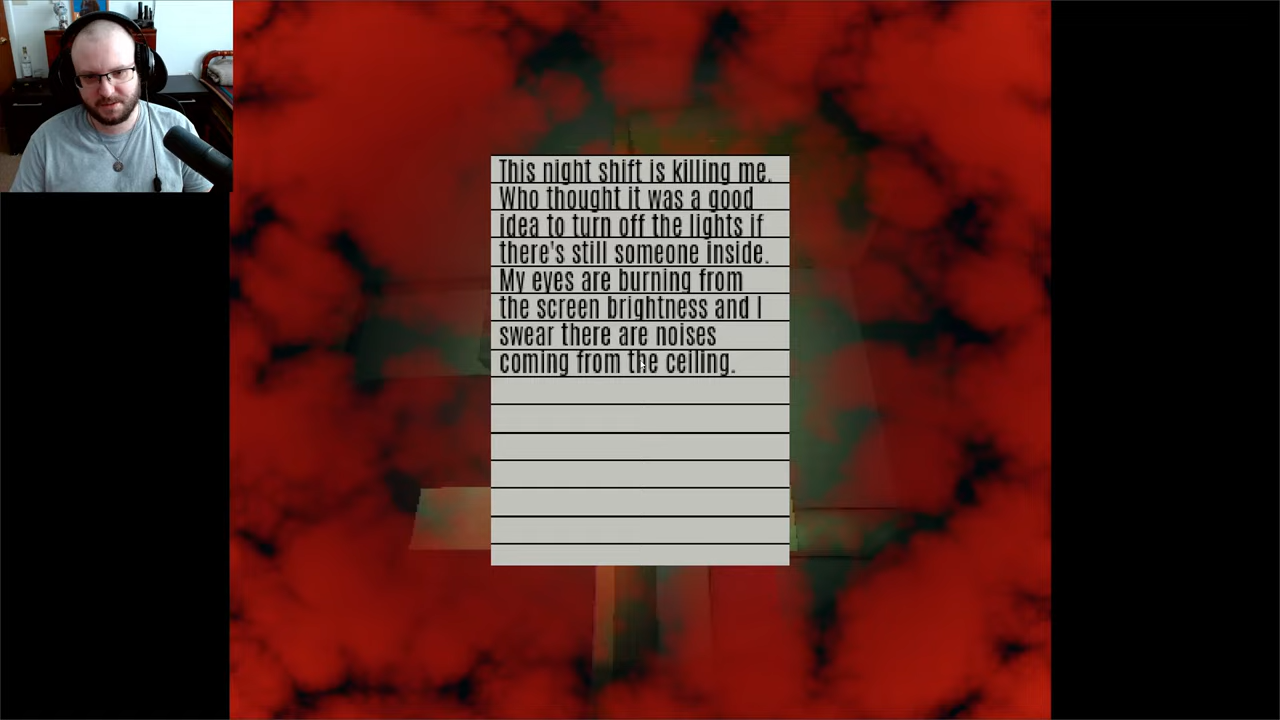 This night shift is killing me.
Who thought it was a good
idea to turn off the lights if
there's still someone inside.
My eyes are burning from
the screen brightness and I
swear there are noises
coming from the ceiling.